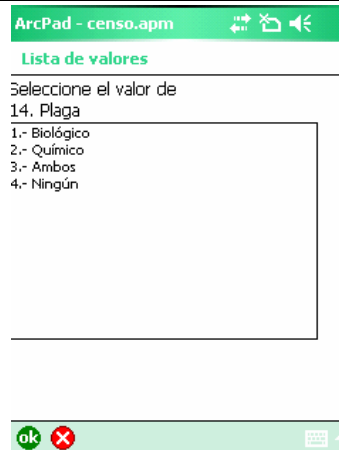 ArcPad - censo.apm
Lista de valores
Seleccione el valor de
14. Plaga
1.- Biológico
2.- Químico
3.- Ambos
4.- Ningún
ok